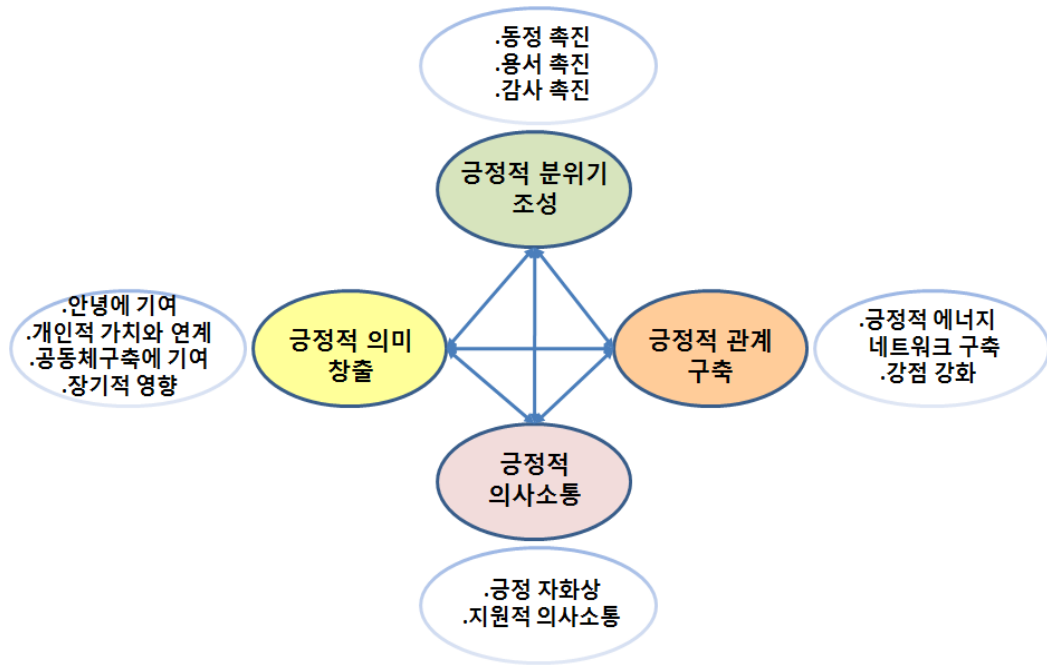 .동정 촉진
.용서 촉진
.감사 촉진
긍정적 분위기
조성
.안녕에 기여
.개인적 가치와 연계
.공동체구축에 기여
.장기적 영향
긍정적 의미
창출
긍정적 관계
구축
.긍정적 에너지
네트워크 구축
.강점 강화
긍정적
의사소통
.긍정 자화상
.지원적 의사소통